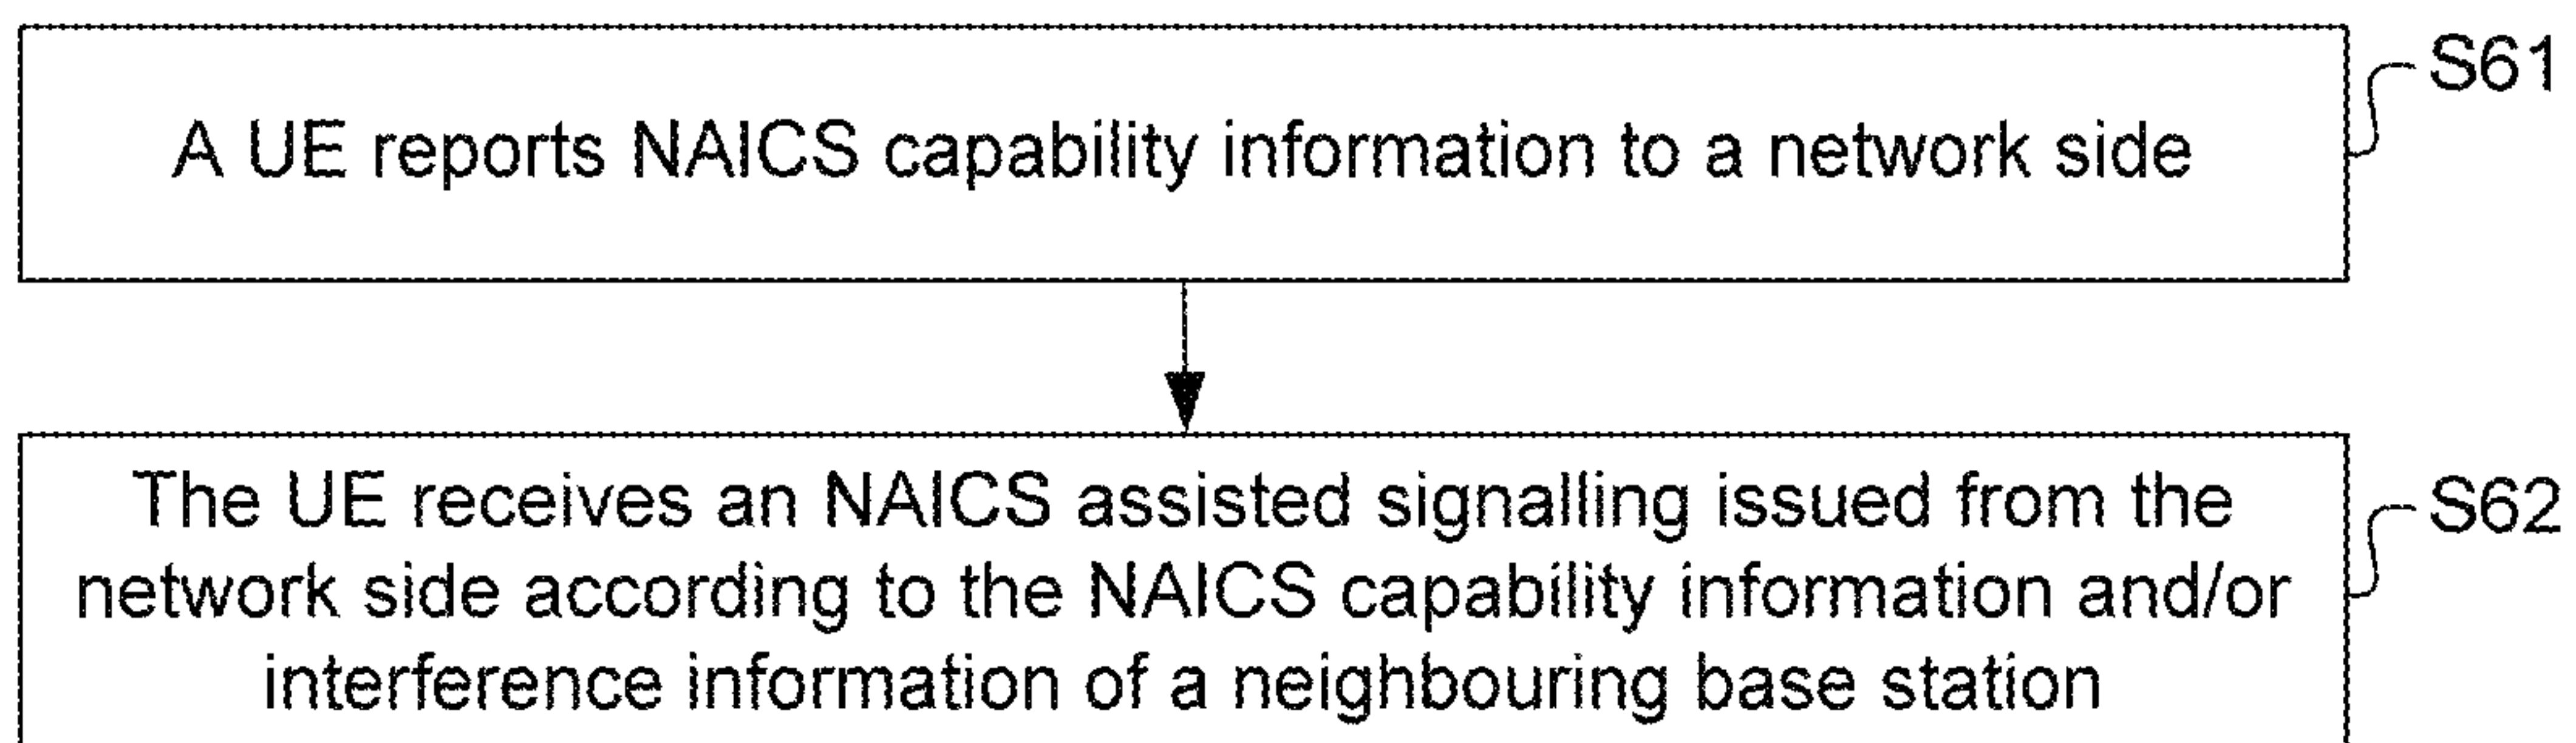 A UE reports NAICS capability information to a network side
S61
The UE receives an NAICS assisted signalling issued from the
network side according to the NAICS capability information and/or
interference information of a neighbouring base station
S62